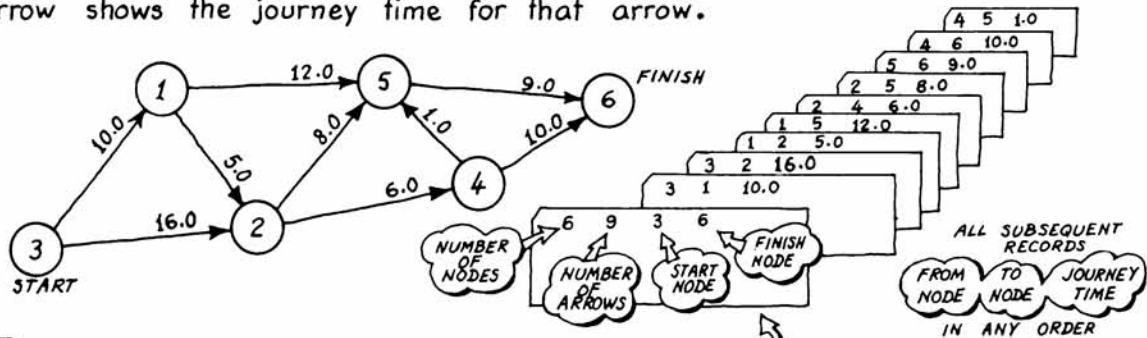 rrow shows the journey time for that arrow.
1
12.0
5
9.0
6
FINISH
10.0
5.0
8.0
1.0
10.0
4
6.0
16.0
2
3
START
4 5 1.0
4 6 10.0
5 6 9.0
2 5 8.0
2 4 6.0
1 5 12.0
1 2 5.0
3 2 16.0
3 1 10.0
6 9 3 6
NUMBER
OF
NODES
NUMBER
OF
ARROWS
START
NODE
FINISH
NODE
ALL SUBSEQUENT
RECORDS
FROM
NODE
TO
NODE
JOURNEY
TIME
IN ANY ORDER